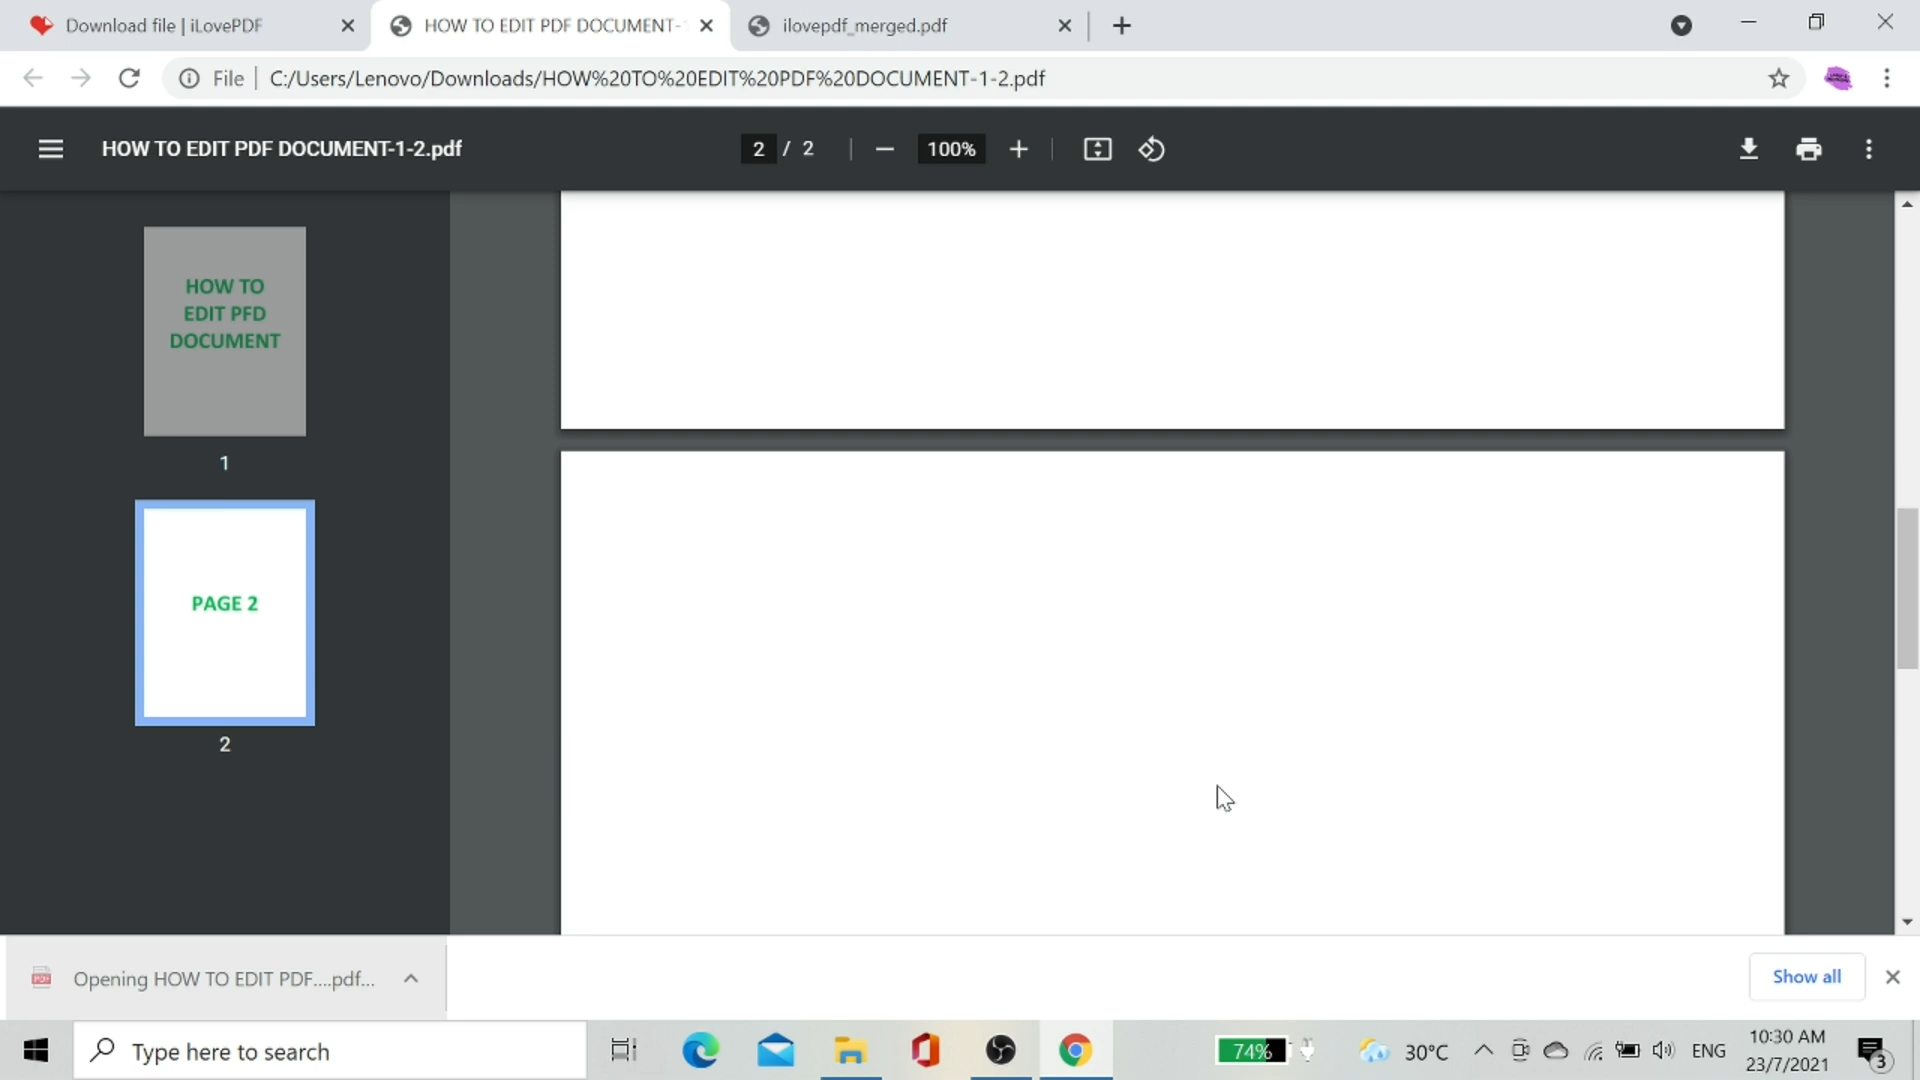 Download file | iLovePDF
HOW TO EDIT PDF DOCUMENT-
ilovepdf_merged.pdf
File
C:/Users/Lenovo/Downloads/HOW%20TO%20EDIT%20PDF%20DOCUMENT-1-2.pdf
HOW TO EDIT PDF DOCUMENT-1-2.pdf
2 / 2
100%
HOW TO
EDIT PFD
DOCUMENT
1
PAGE 2
2
Opening HOW TO EDIT PDF....pdf...
Show all
Type here to search
74%
30°C
ENG
10:30 AM
23/7/2021
3